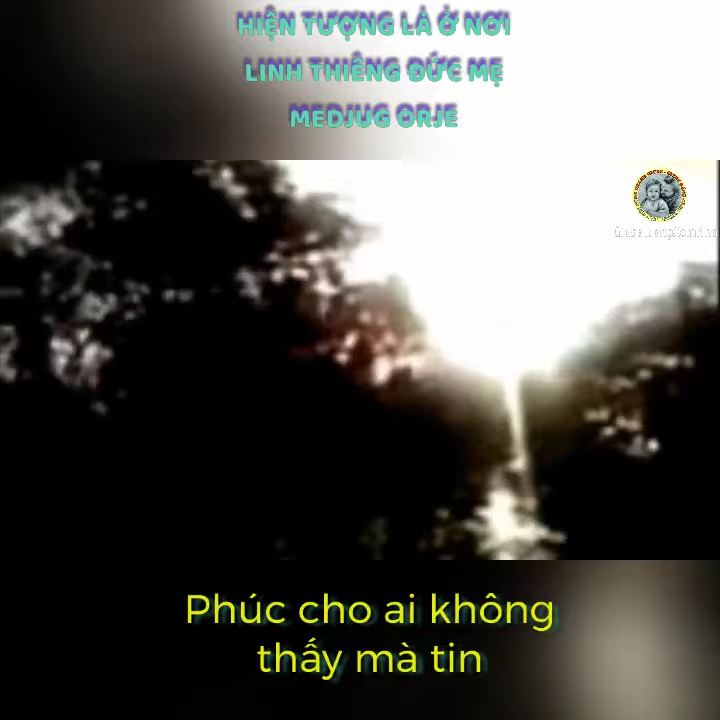 HIỆN TƯỢNG LẢ Ở NƠI
LINH THIÊNG ĐỨC MẸ
MEDJUG ORJE
Phúc cho ai không
thấy mà tin